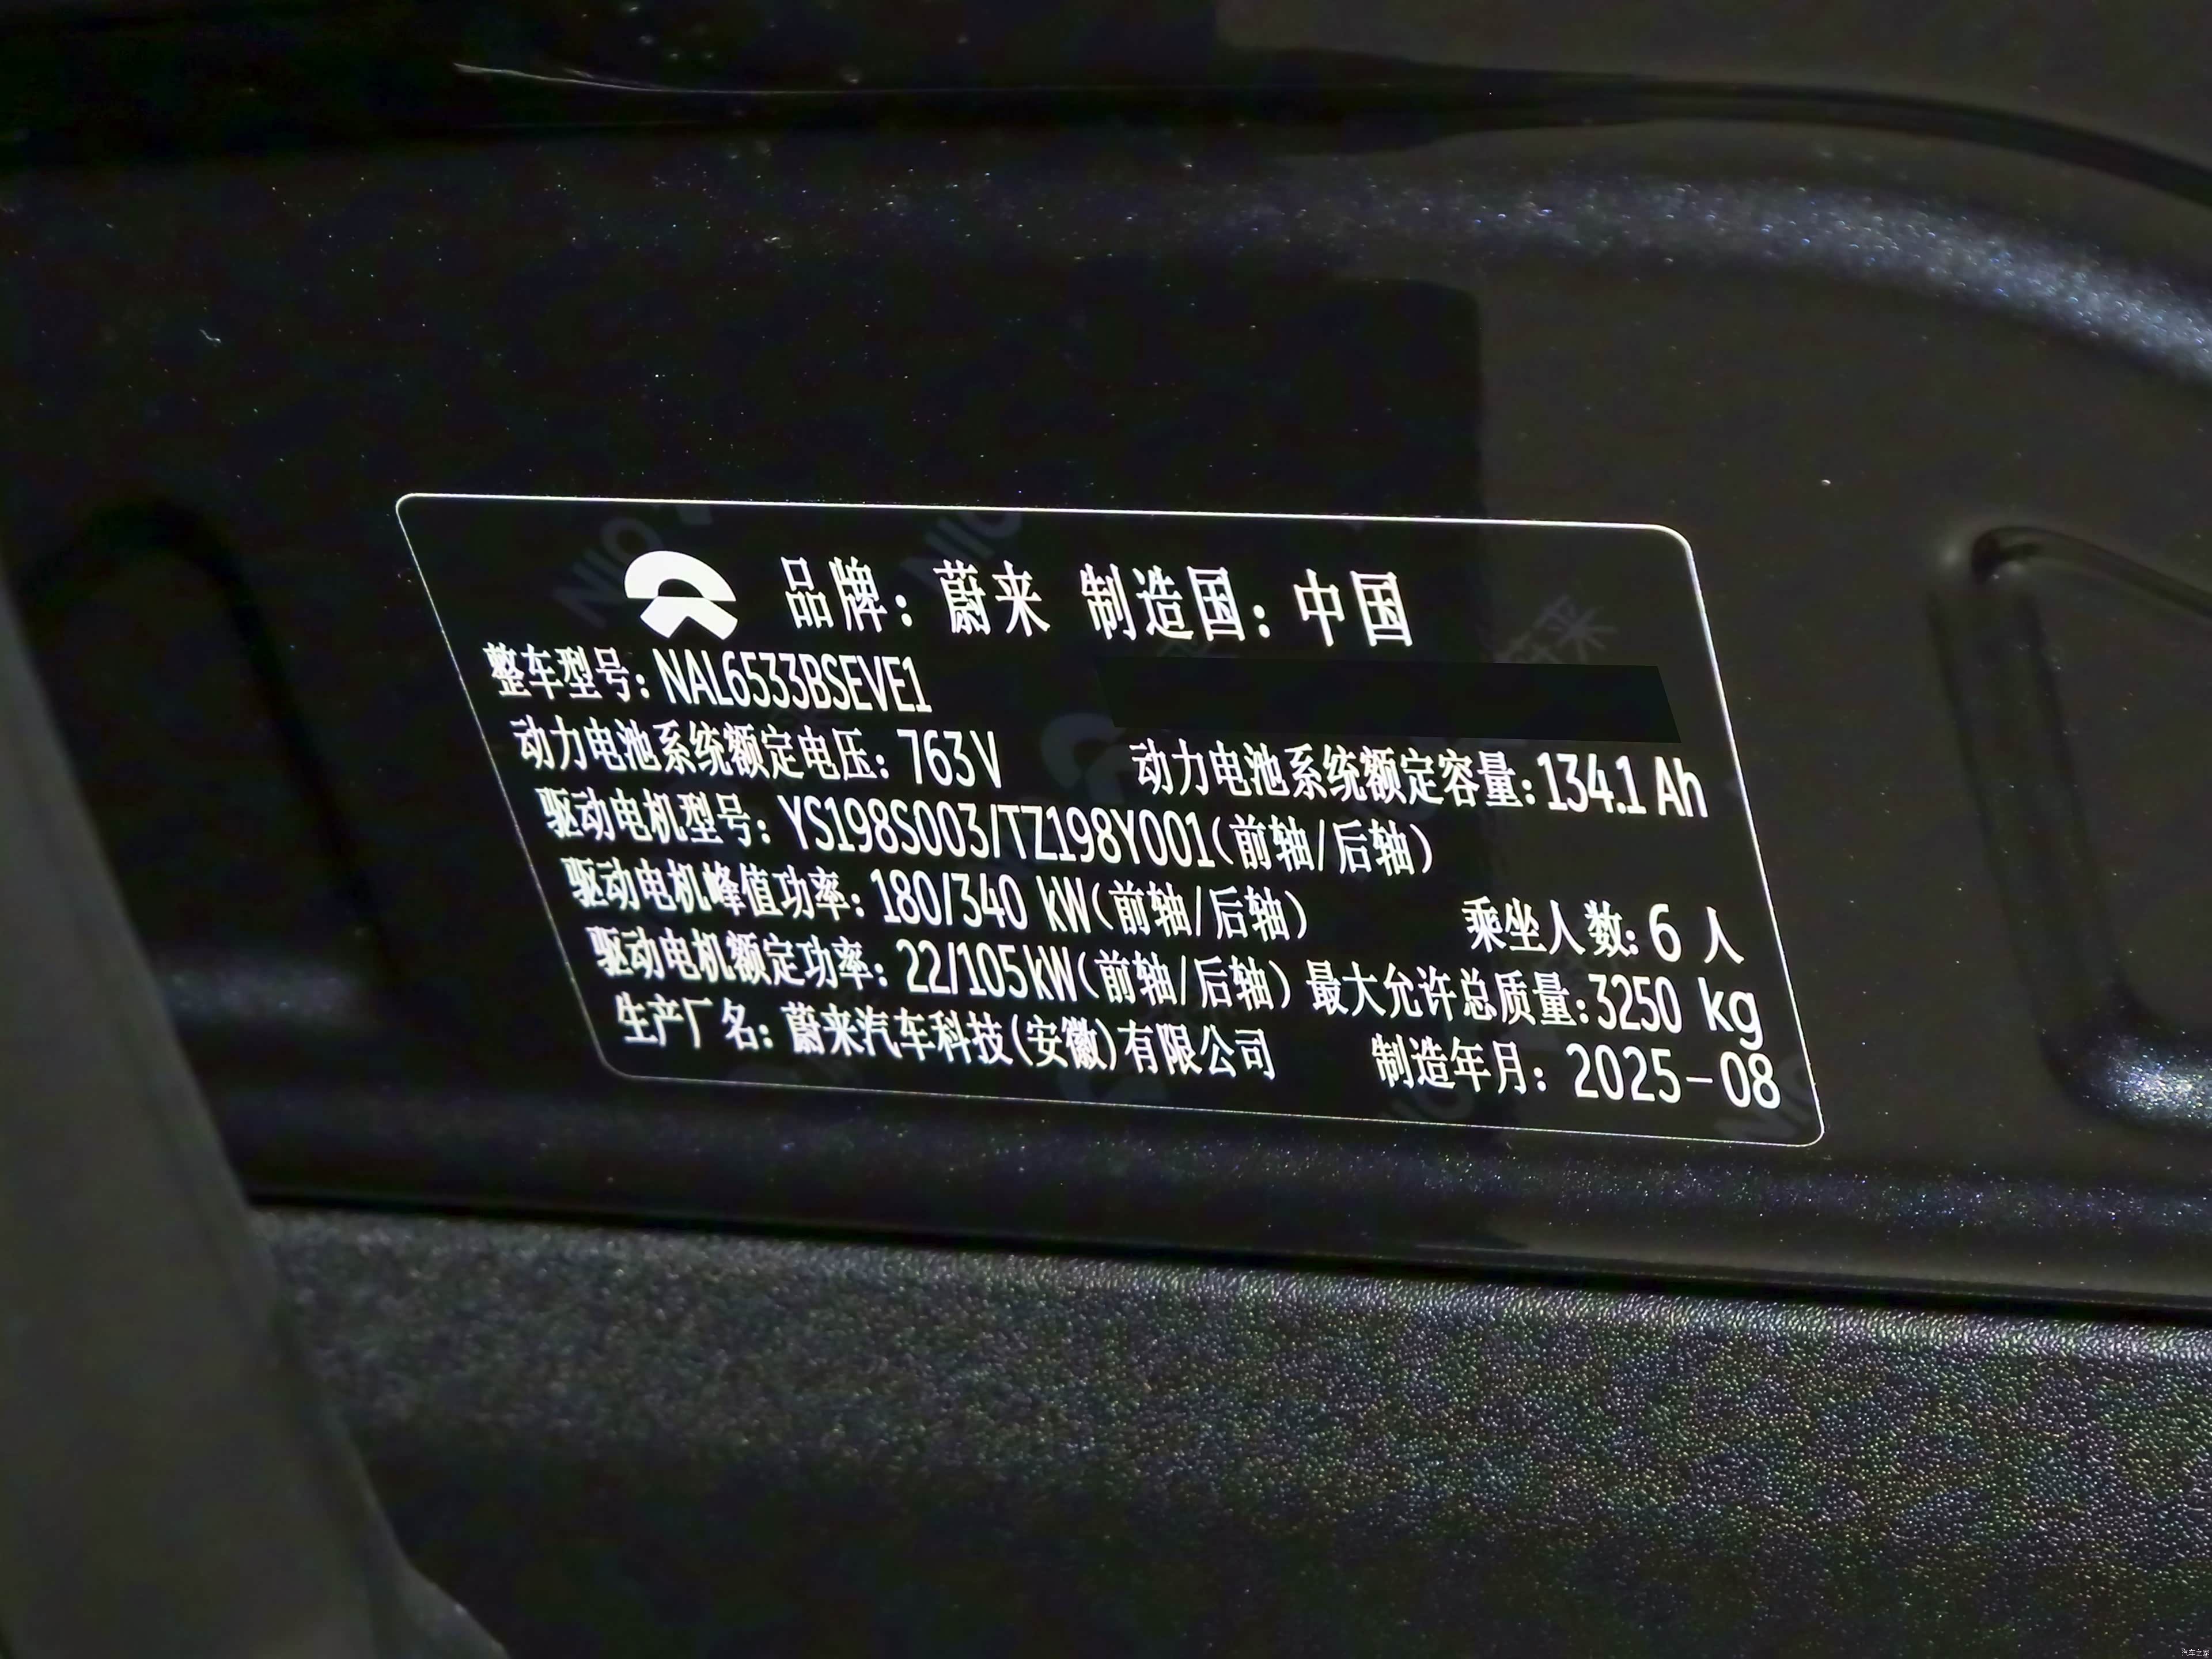 品牌：蔚来 制造国：中国
整车型号：NAL6533BSEVE1
动力电池系统额定电压：763V 动力电池系统额定容量：134.1 Ah
驱动电机型号：YS198S003/TZ198Y001(前轴/后轴)
驱动电机峰值功率：180/340 kW(前轴/后轴) 乘坐人数：6 人
驱动电机额定功率：22/105kW(前轴/后轴) 最大允许总质量：3250 kg
生产厂名：蔚来汽车科技(安徽)有限公司 制造年月：2025-08
汽车之家